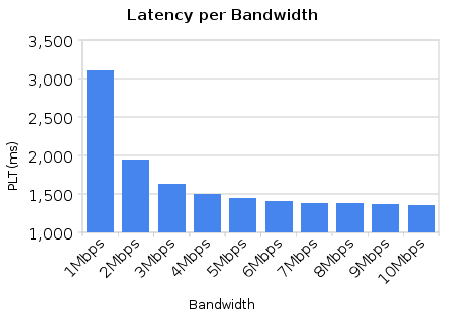 Latency per Bandwidth
3,500
3,000
2,500
2,000
1,500
1,000
PLT (ms)
1Mbps
2Mbps
3Mbps
4Mbps
5Mbps
6Mbps
7Mbps
8Mbps
9Mbps
10Mbps
Bandwidth